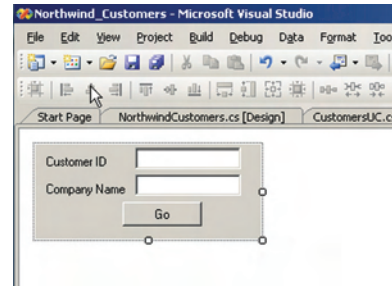 Northwind_Customers - Microsoft Visual Studio
File Edit View Project Build Debug Data Format Too
Start Page NorthwindCustomers.cs [Design] CustomersUC.c
Customer ID
Company Name
Go